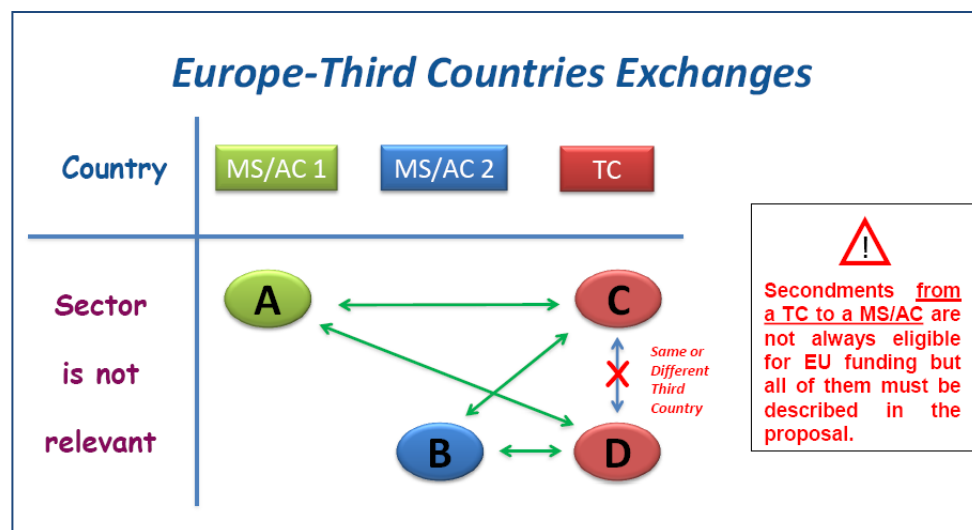 Europe-Third Countries Exchanges
Country
MS/AC 1
MS/AC 2
TC
Sector
is not
relevant
A
C
B
D
Same or
Different
Third
Country
!
Secondments from
a TC to a MS/AC are
not always eligible
for EU funding but
all of them must be
described in the
proposal.